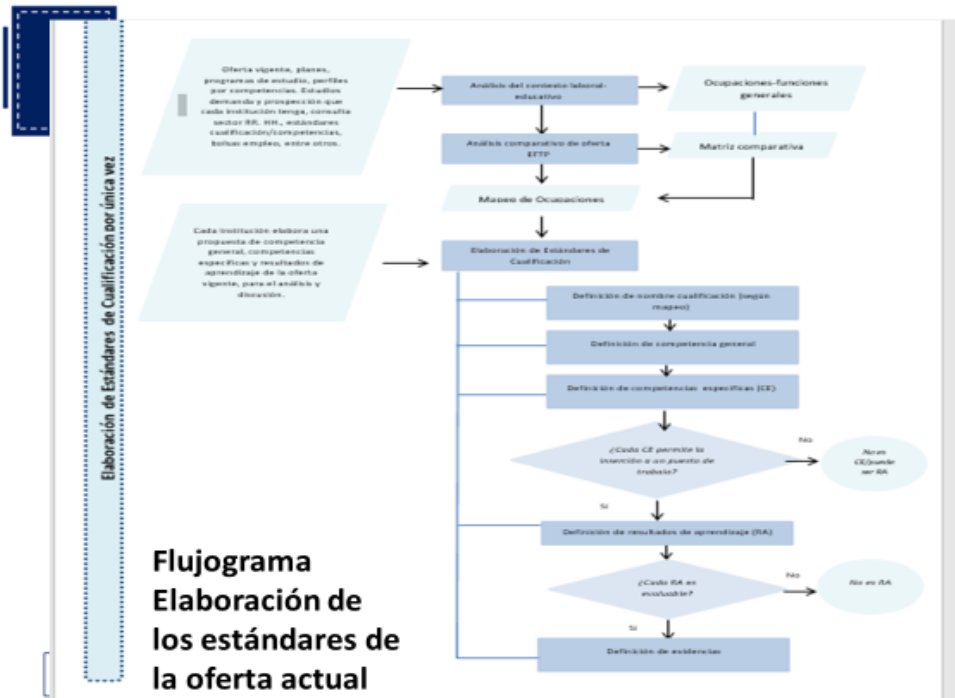 Elaboración de Estándares de Cualificación por única vez
Oferta vigente, planes,
programas de estudio, perfiles
por competencias. Estudios
demanda y prospección que
cada institución tenga, consulta
sector RR. HH., estándares
cualificación/competencias,
bolsas empleo, entre otros.
Análisis del contexto laboral-
educativo
Ocupaciones-funciones
generales
Análisis comparativo de oferta
EFTP
Matriz comparativa
Mapeo de Ocupaciones
Cada institución elabora una
propuesta de competencia
general, competencias
específicas y resultados de
aprendizaje de la oferta
vigente, para el análisis y
discusión.
Elaboración de Estándares de
Cualificación
Definición de nombre cualificación (según
mapeo)
Definición de competencia general
Definición de competencias específicas (CE)
¿Cada CE permite la
inserción a un puesto de
trabajo?
No
No es
CE/puede
ser RA
Sí
Definición de resultados de aprendizaje (RA)
¿Cada RA es
evaluable?
No
No es RA
Sí
Definición de evidencias
Flujograma
Elaboración de
los estándares de
la oferta actual